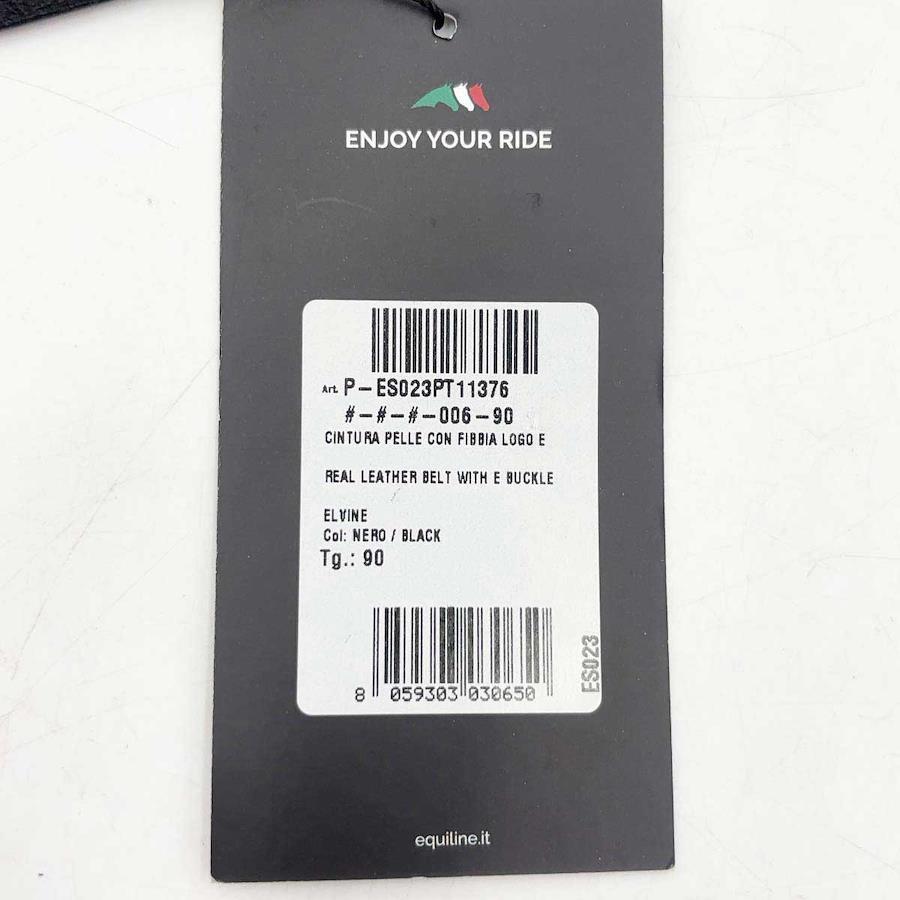 ENJOY YOUR RIDE
Art. P-ES023PT11376
#-#-#-006-90
CINTURA PELLE CON FIBBIA LOGO E
REAL LEATHER BELT WITH E BUCKLE
ELVINE
Col: NERO / BLACK
Tg.: 90
8 059303 030650
ES023
equiline.it